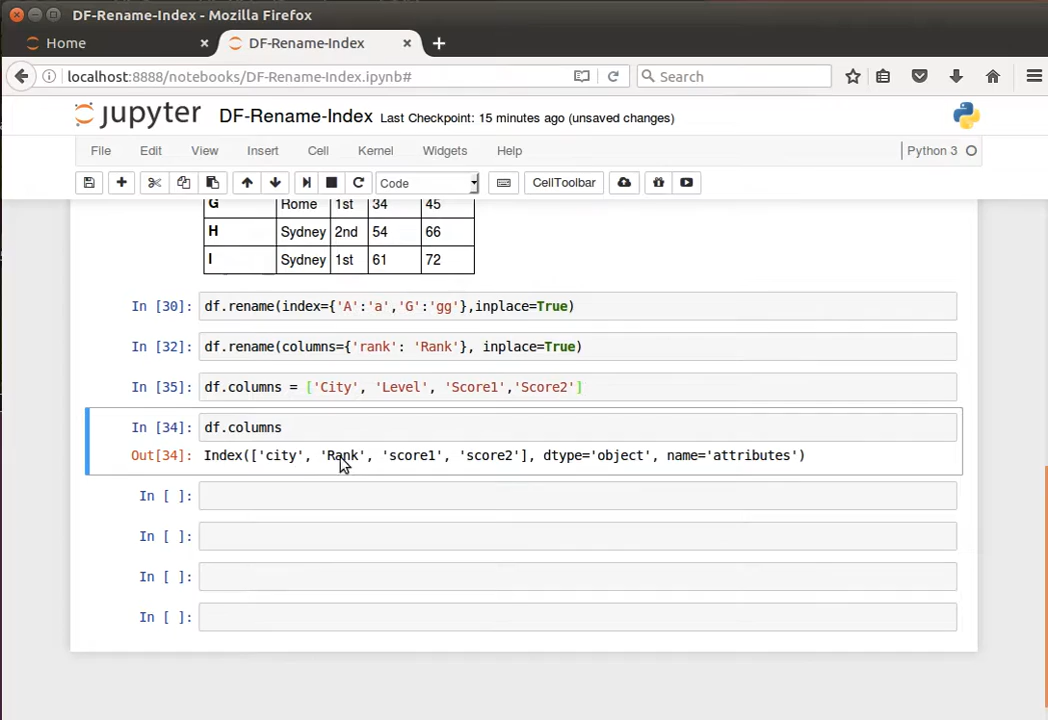 DF-Rename-Index - Mozilla Firefox
Home
DF-Rename-Index
localhost:8888/notebooks/DF-Rename-Index.ipynb#
Search
jupyter DF-Rename-Index Last Checkpoint: 15 minutes ago (unsaved changes)
File Edit View Insert Cell Kernel Widgets Help Python 3
Code CellToolbar
G Rome 1st 34 45
H Sydney 2nd 54 66
I Sydney 1st 61 72
In [30]: df.rename(index={'A':'a','G':'gg'},inplace=True)
In [32]: df.rename(columns={'rank': 'Rank'}, inplace=True)
In [35]: df.columns = ['City', 'Level', 'Score1','Score2']
In [34]: df.columns
Out[34]: Index(['city', 'Rank', 'score1', 'score2'], dtype='object', name='attributes')
In [ ]:
In [ ]:
In [ ]:
In [ ]: